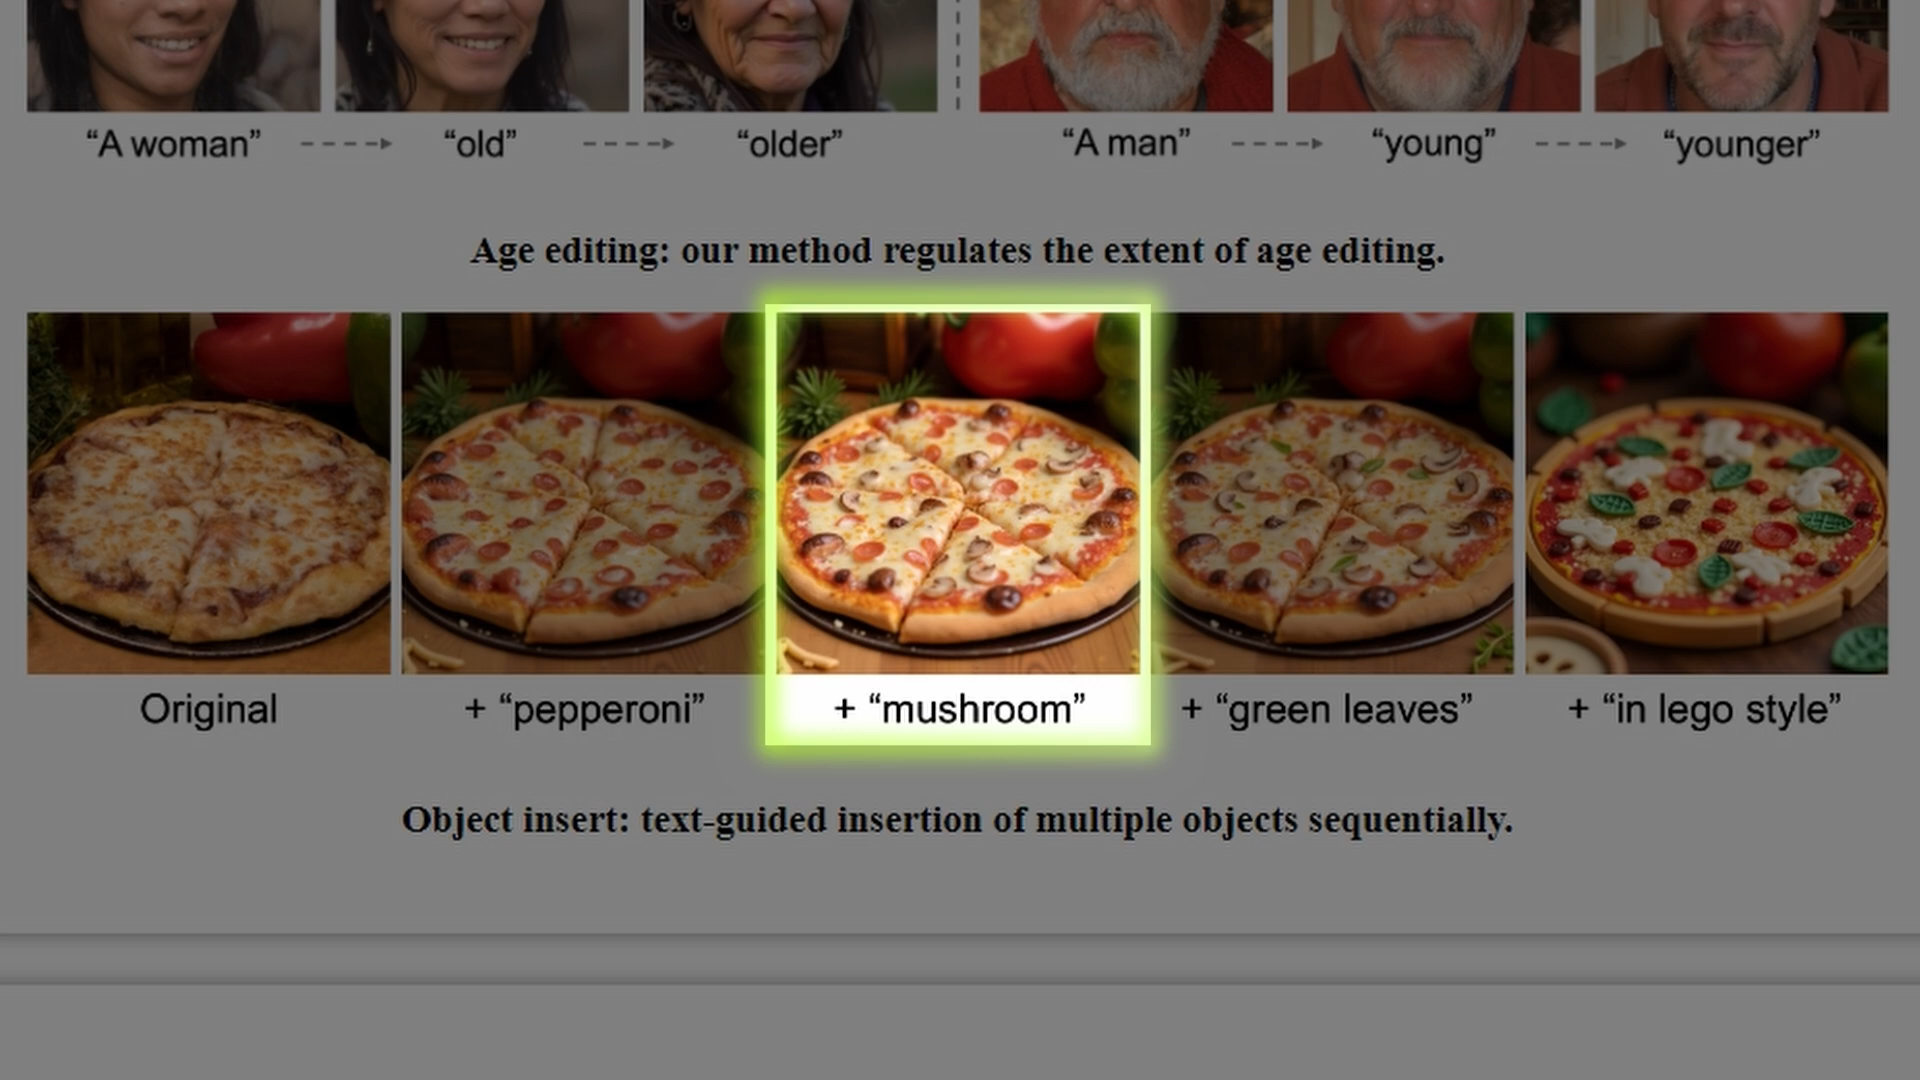 “A woman” “old” “older” “A man” “young” “younger”
Age editing: our method regulates the extent of age editing.
Original + “pepperoni” + “mushroom” + “green leaves” + “in lego style”
Object insert: text-guided insertion of multiple objects sequentially.